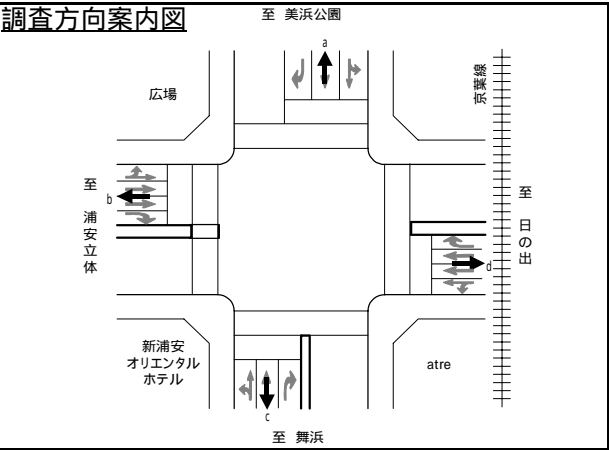 調査方向案内図
至 美浜公園
a
広場
京葉線
至 浦安立体
b
至 日の出
d
新浦安
オリエンタル
ホテル
atre
c
至 舞浜